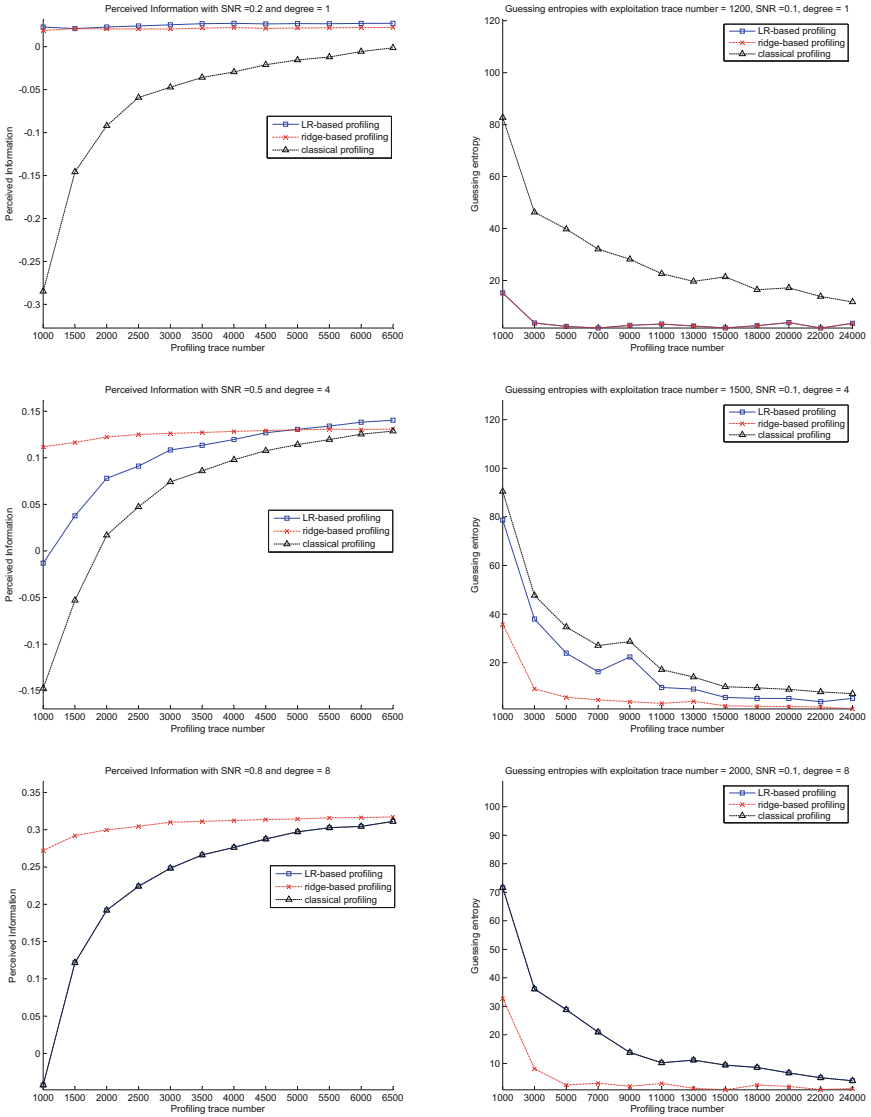 Perceived Information with SNR =0.2 and degree = 1
Perceived Information
0
-0.05
-0.1
-0.15
-0.2
-0.25
-0.3
1000 1500 2000 2500 3000 3500 4000 4500 5000 5500 6000 6500
Profiling trace number
LR-based profiling
ridge-based profiling
classical profiling
Guessing entropies with exploitation trace number = 1200, SNR =0.1, degree = 1
Guessing entropy
120
100
80
60
40
20
1000 3000 5000 7000 9000 11000 13000 15000 18000 20000 22000 24000
Profiling trace number
LR-based profiling
ridge-based profiling
classical profiling
Perceived Information with SNR =0.5 and degree = 4
Perceived Information
0.15
0.1
0.05
0
-0.05
-0.1
-0.15
1000 1500 2000 2500 3000 3500 4000 4500 5000 5500 6000 6500
Profiling trace number
LR-based profiling
ridge-based profiling
classical profiling
Guessing entropies with exploitation trace number = 1500, SNR =0.1, degree = 4
Guessing entropy
120
100
80
60
40
20
1000 3000 5000 7000 9000 11000 13000 15000 18000 20000 22000 24000
Profiling trace number
LR-based profiling
ridge-based profiling
classical profiling
Perceived Information with SNR =0.8 and degree = 8
Perceived Information
0.35
0.3
0.25
0.2
0.15
0.1
0.05
0
1000 1500 2000 2500 3000 3500 4000 4500 5000 5500 6000 6500
Profiling trace number
LR-based profiling
ridge-based profiling
classical profiling
Guessing entropies with exploitation trace number = 2000, SNR =0.1, degree = 8
Guessing entropy
100
90
80
70
60
50
40
30
20
10
1000 3000 5000 7000 9000 11000 13000 15000 18000 20000 22000 24000
Profiling trace number
LR-based profiling
ridge-based profiling
classical profiling